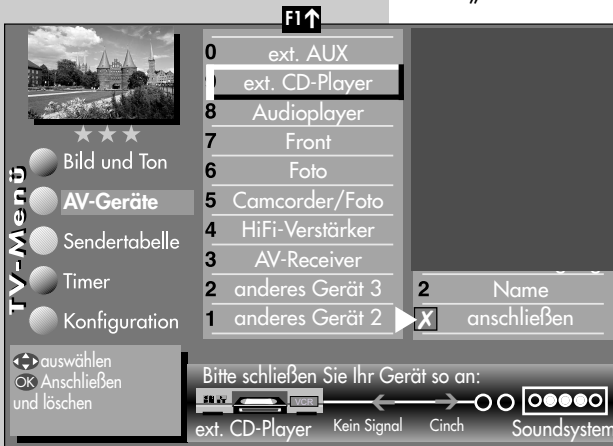 „
F1↑
0 ext. AUX
ext. CD-Player
8 Audioplayer
7 Front
6 Foto
5 Camcorder/Foto
4 HiFi-Verstärker
3 AV-Receiver
2 anderes Gerät 3
1 anderes Gerät 2
TV-Menü
Bild und Ton
AV-Geräte
Sendertabelle
Timer
Konfiguration
2 Name
X anschließen
auswählen
OK Anschließen
und löschen
Bitte schließen Sie Ihr Gerät so an:
VCR
ext. CD-Player Kein Signal Cinch Soundsystem